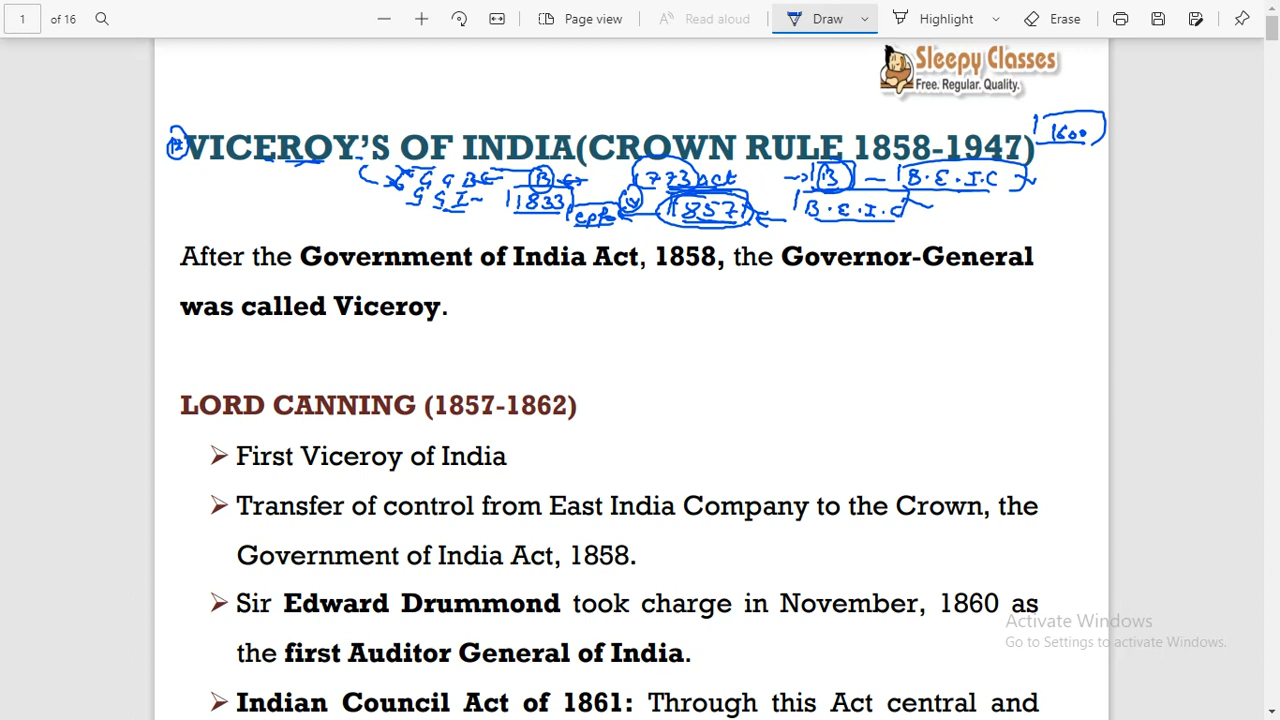 1
of 16
Page view
Read aloud
Draw
Highlight
Erase
Sleepy Classes
Free. Regular. Quality.
VICEROY'S OF INDIA(CROWN RULE 1858-1947)
1600
G G B
B
1773 Act
B - B.E.I.C
G G I
1833
1857
B.E.I.C
After the Government of India Act, 1858, the Governor-General
was called Viceroy.
LORD CANNING (1857-1862)
First Viceroy of India
Transfer of control from East India Company to the Crown, the
Government of India Act, 1858.
Sir Edward Drummond took charge in November, 1860 as
the first Auditor General of India.
Indian Council Act of 1861: Through this Act central and
Activate Windows
Go to Settings to activate Windows.